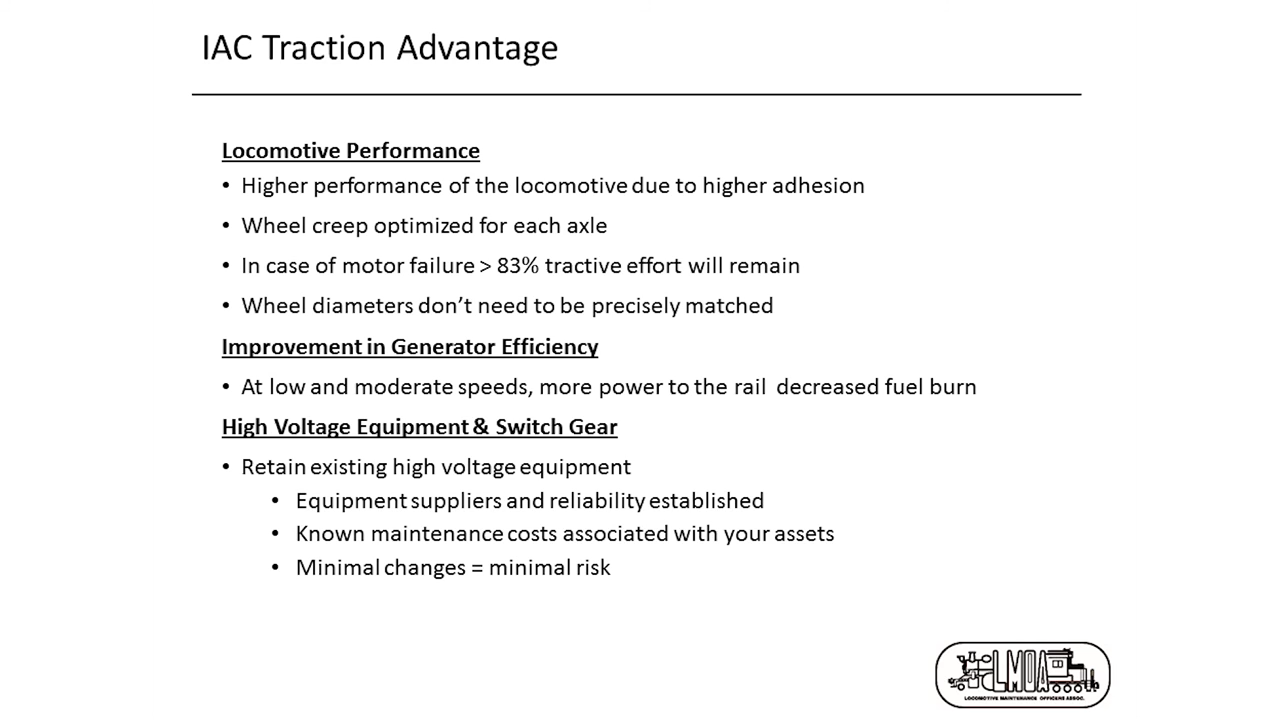 IAC Traction Advantage
Locomotive Performance
• Higher performance of the locomotive due to higher adhesion
• Wheel creep optimized for each axle
• In case of motor failure > 83% tractive effort will remain
• Wheel diameters don’t need to be precisely matched
Improvement in Generator Efficiency
• At low and moderate speeds, more power to the rail  decreased fuel burn
High Voltage Equipment & Switch Gear
• Retain existing high voltage equipment
• Equipment suppliers and reliability established
• Known maintenance costs associated with your assets
• Minimal changes = minimal risk
LMOA
LOCOMOTIVE MAINTENANCE OFFICERS ASSOC.